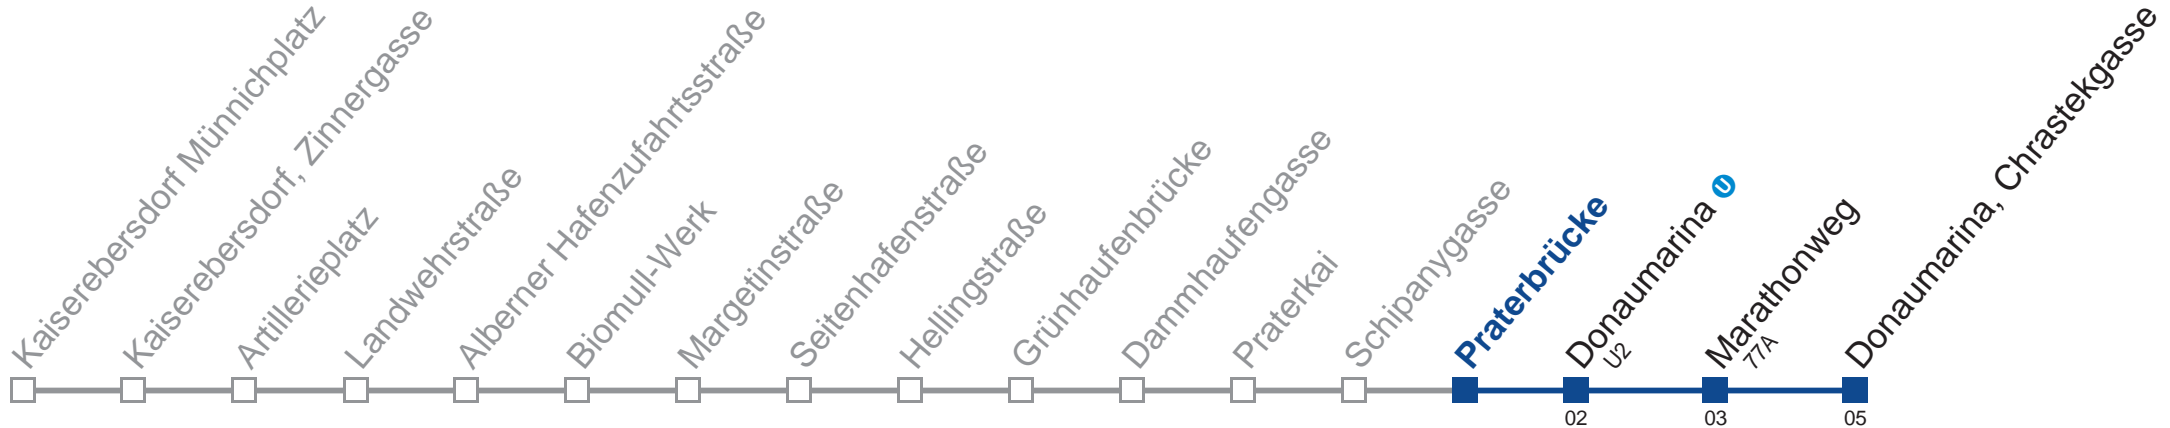 Kaiserebersdorf Münnichplatz
Kaiserebersdorf, Zinnergasse
Artillerieplatz
Landwehrstraße
Alberner Hafenzufahrtsstraße
Biomull-Werk
Margetinstraße
Seitenhafenstraße
Hellingstraße
Grünhaufenbrücke
Dammhaufengasse
Praterkai
Schipanygasse
Praterbrücke
Donaumarina U
U2
Marathonweg
77A
Donaumarina, Chrastekgasse
02
03
05